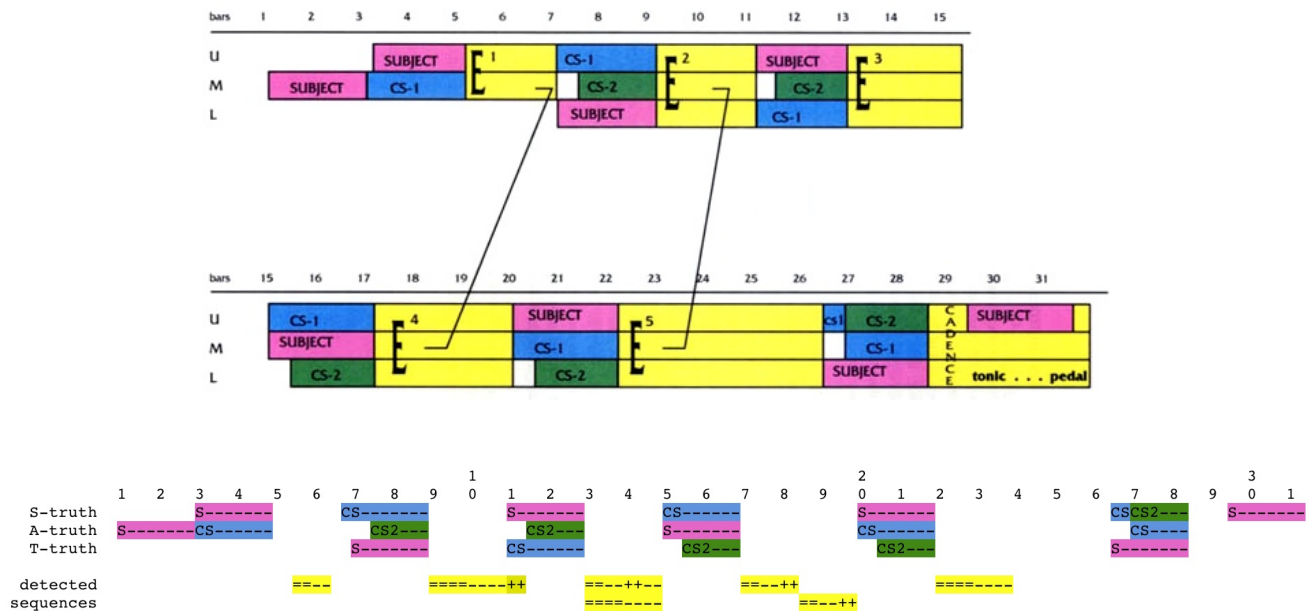 bars 1 2 3 4 5 6 7 8 9 10 11 12 13 14 15
U SUBJECT E 1 CS-1 E 2 SUBJECT E 3
M SUBJECT CS-1 CS-2 CS-2
L SUBJECT CS-1
bars 15 16 17 18 19 20 21 22 23 24 25 26 27 28 29 30 31
U CS-1 E 4 SUBJECT E 5 CS1 CS-2 CADENCE SUBJECT
M SUBJECT CS-1 CS-1
L CS-2 CS-2 SUBJECT tonic . . . pedal
1 2 3
1 2 3 4 5 6 7 8 9 0 1 2 3 4 5 6 7 8 9 0 1 2 3 4 5 6 7 8 9 0 1
S-truth S------- CS------- S------- CS------ S------- CSCS2--- S-------
A-truth S-------CS------ CS2--- CS2--- S------- CS------ CS----
T-truth S------- CS------ CS2--- CS2--- S-------
detected ==-- ====----++ ==--++-- ==--++ ====----
sequences ====---- ==--++